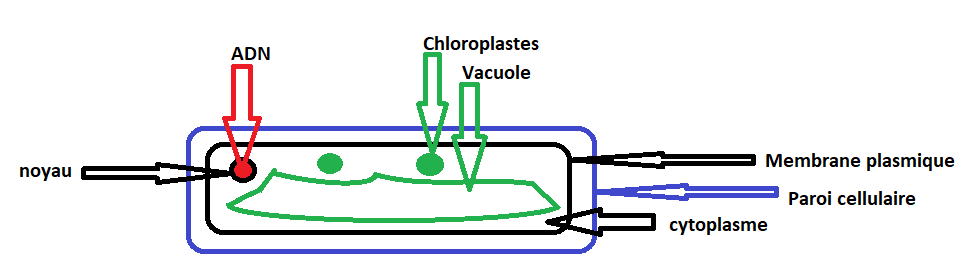 ADN
Chloroplastes
Vacuole
noyau
Membrane plasmique
Paroi cellulaire
cytoplasme